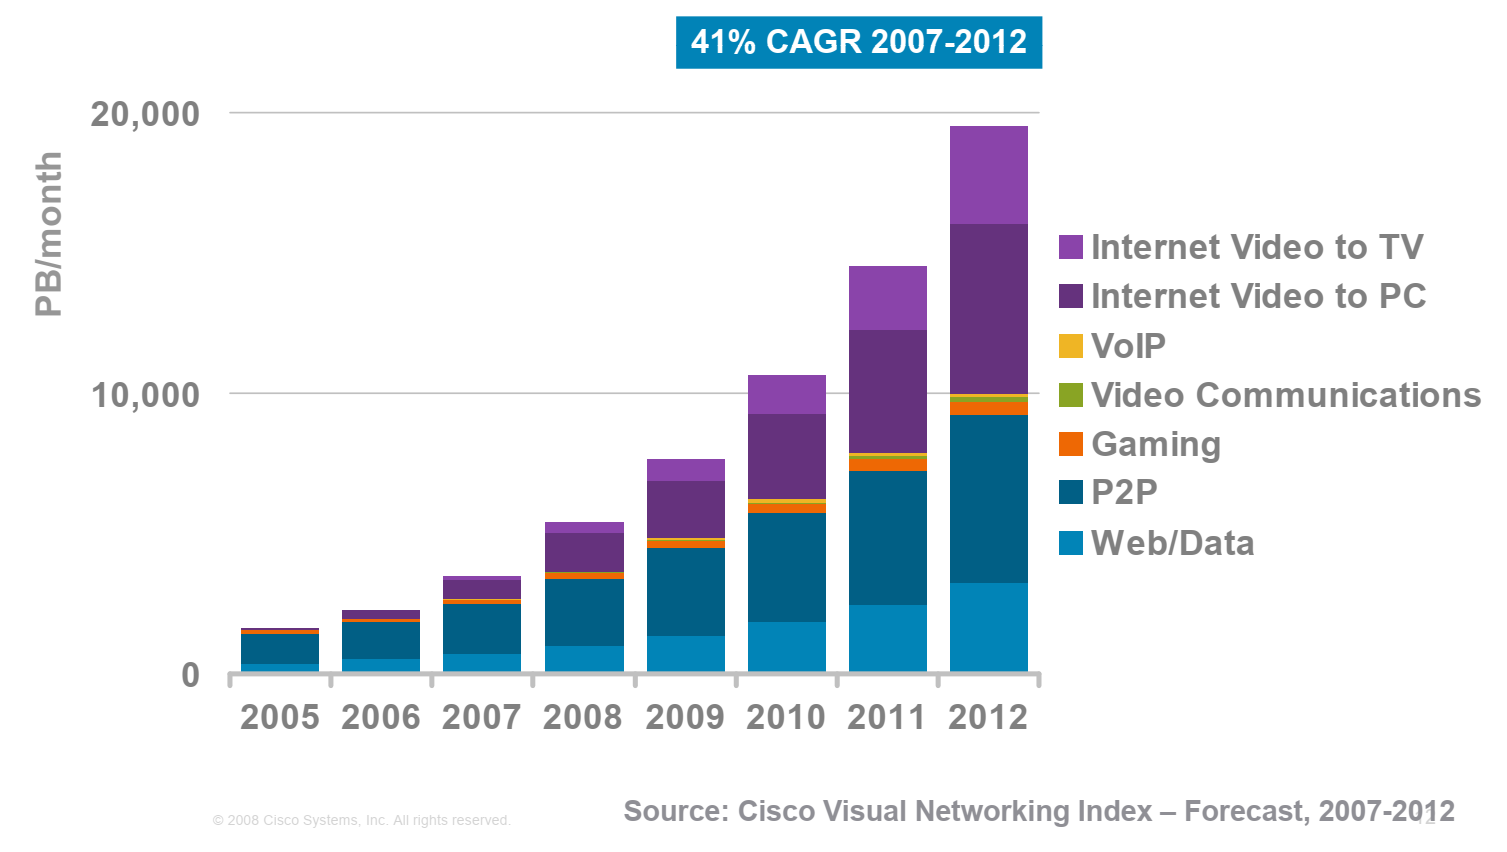 41% CAGR 2007-2012
20,000
PB/month
10,000
0
Internet Video to TV
Internet Video to PC
VoIP
Video Communications
Gaming
P2P
Web/Data
2005 2006 2007 2008 2009 2010 2011 2012
© 2008 Cisco Systems, Inc. All rights reserved.
Source: Cisco Visual Networking Index – Forecast, 2007-2012
12